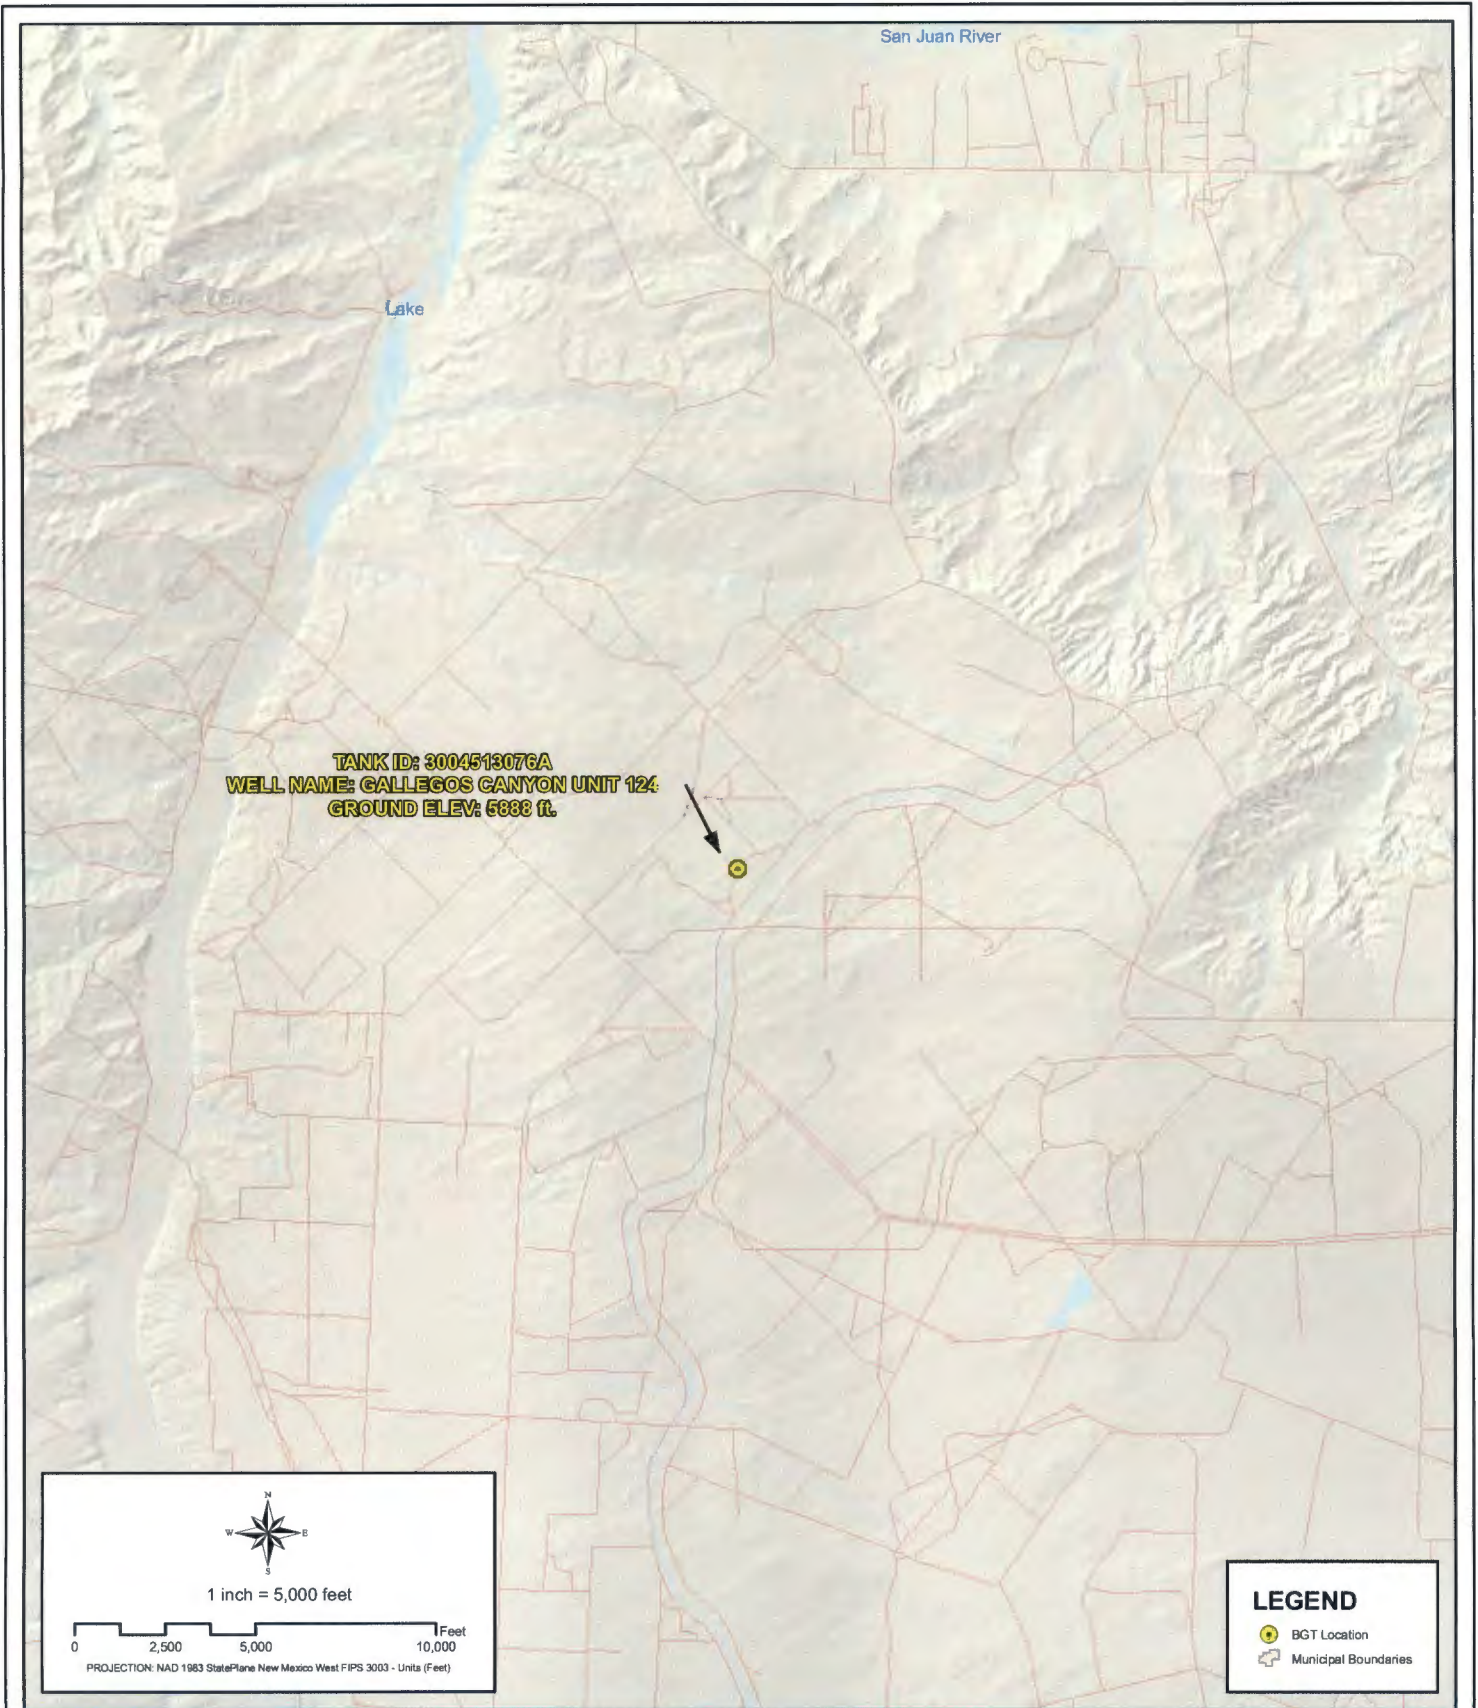 San Juan River
Lake
TANK ID: 3004513076A
WELL NAME: GALLEGOS CANYON UNIT 124
GROUND ELEV: 5888 ft.
N
W E
S
1 inch = 5,000 feet
Feet
0 2,500 5,000 10,000
PROJECTION: NAD 1983 StatePlane New Mexico West FIPS 3003 - Units (Feet)
LEGEND
BGT Location
Municipal Boundaries